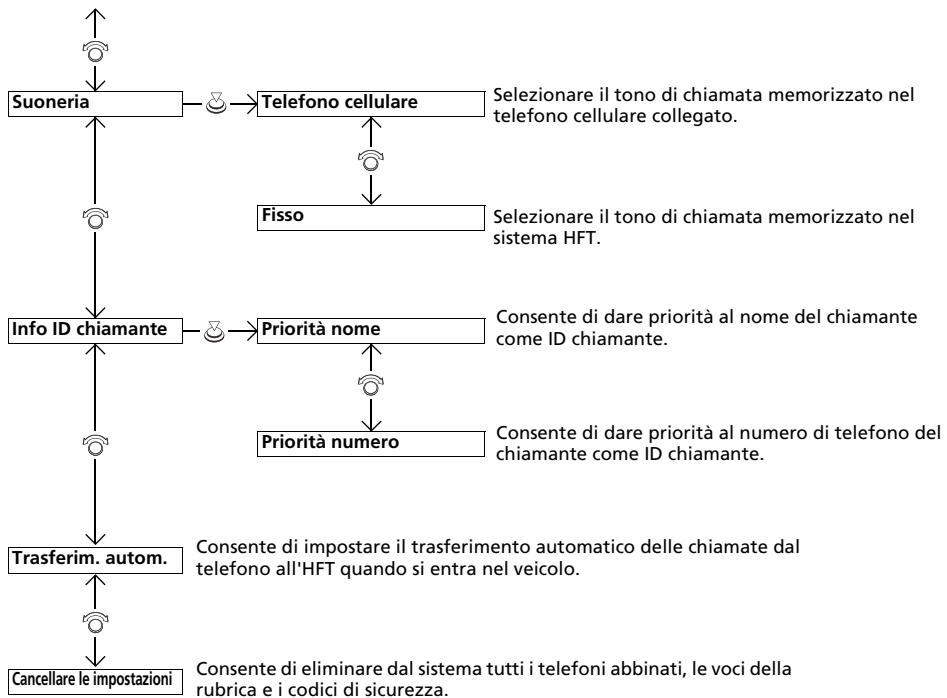 Suoneria
Telefono cellulare
Selezionare il tono di chiamata memorizzato nel
telefono cellulare collegato.
Fisso
Selezionare il tono di chiamata memorizzato nel
sistema HFT.
Info ID chiamante
Priorità nome
Consente di dare priorità al nome del chiamante
come ID chiamante.
Priorità numero
Consente di dare priorità al numero di telefono del
chiamante come ID chiamante.
Trasferim. autom.
Consente di impostare il trasferimento automatico delle chiamate dal
telefono all'HFT quando si entra nel veicolo.
Cancellare le impostazioni
Consente di eliminare dal sistema tutti i telefoni abbinati, le voci della
rubrica e i codici di sicurezza.